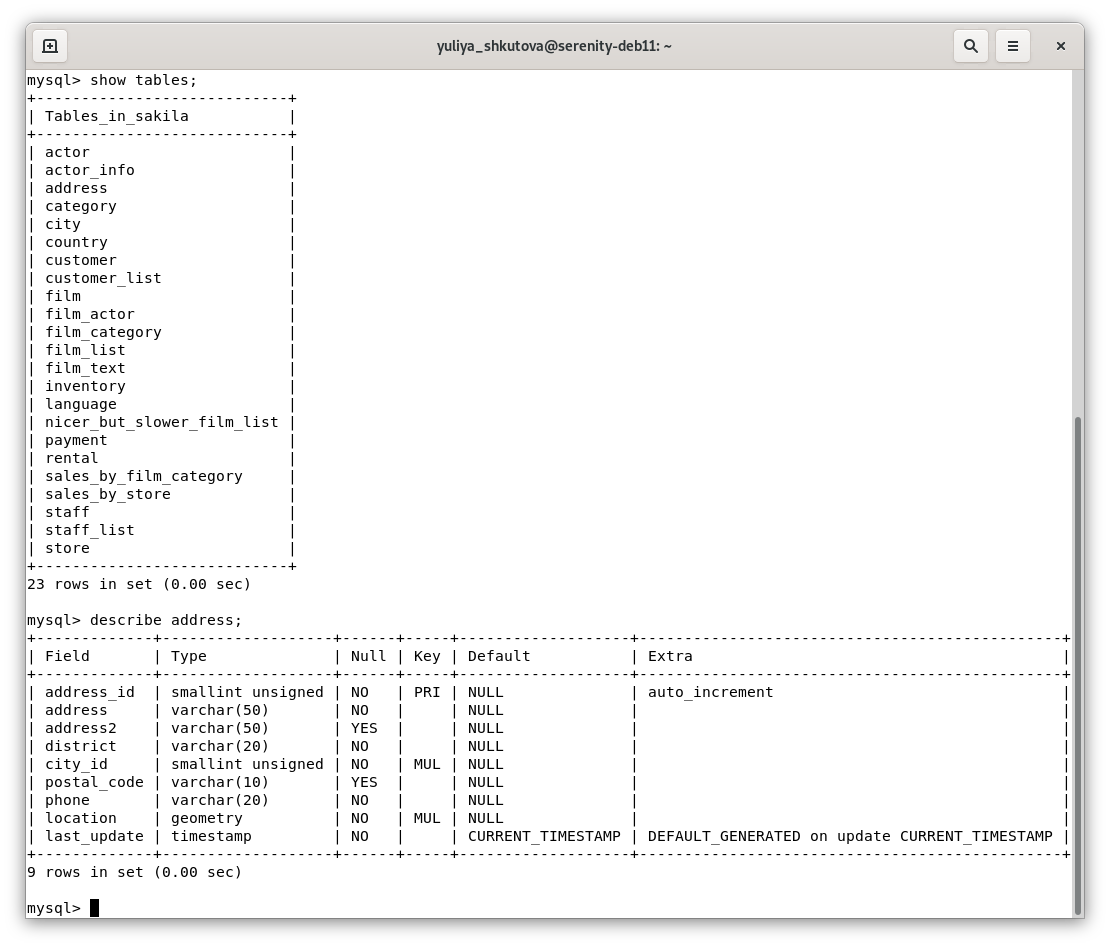 yuliya_shkutova@serenity-deb11: ~
mysql> show tables;
+----------------------------+
| Tables_in_sakila           |
+----------------------------+
| actor                      |
| actor_info                 |
| address                    |
| category                   |
| city                       |
| country                    |
| customer                   |
| customer_list              |
| film                       |
| film_actor                 |
| film_category              |
| film_list                  |
| film_text                  |
| inventory                  |
| language                   |
| nicer_but_slower_film_list |
| payment                    |
| rental                     |
| sales_by_film_category     |
| sales_by_store             |
| staff                      |
| staff_list                 |
| store                      |
+----------------------------+
23 rows in set (0.00 sec)

mysql> describe address;
+-------------+-------------------+------+-----+-------------------+-----------------------------------------------+
| Field       | Type              | Null | Key | Default           | Extra                                         |
+-------------+-------------------+------+-----+-------------------+-----------------------------------------------+
| address_id  | smallint unsigned | NO   | PRI | NULL              | auto_increment                                |
| address     | varchar(50)       | NO   |     | NULL              |                                               |
| address2    | varchar(50)       | YES  |     | NULL              |                                               |
| district    | varchar(20)       | NO   |     | NULL              |                                               |
| city_id     | smallint unsigned | NO   | MUL | NULL              |                                               |
| postal_code | varchar(10)       | YES  |     | NULL              |                                               |
| phone       | varchar(20)       | NO   |     | NULL              |                                               |
| location    | geometry          | NO   | MUL | NULL              |                                               |
| last_update | timestamp         | NO   |     | CURRENT_TIMESTAMP | DEFAULT_GENERATED on update CURRENT_TIMESTAMP |
+-------------+-------------------+------+-----+-------------------+-----------------------------------------------+
9 rows in set (0.00 sec)

mysql>